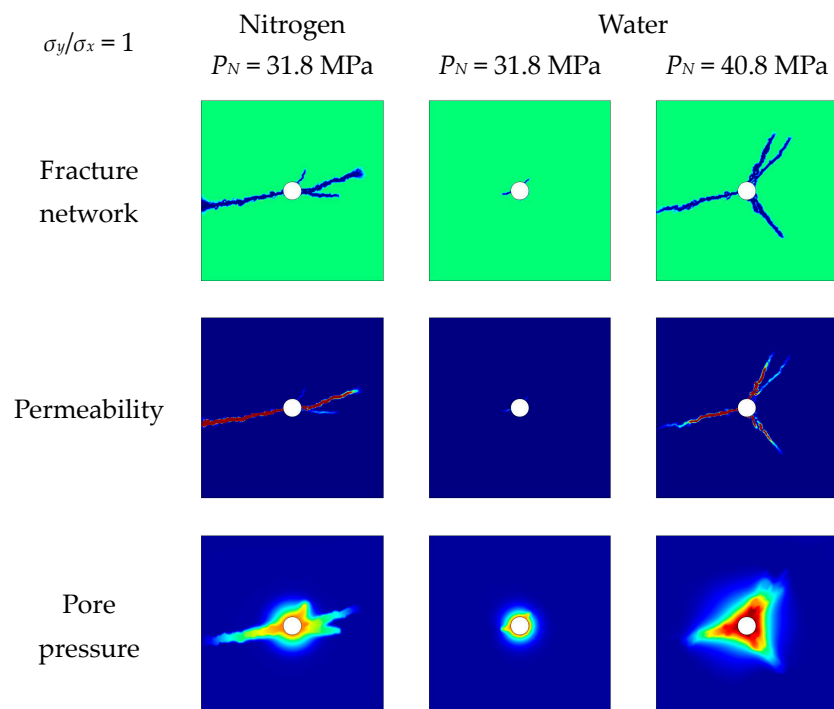 Nitrogen Water
σy/σx = 1
PN = 31.8 MPa PN = 31.8 MPa PN = 40.8 MPa
Fracture
network
Permeability
Pore
pressure